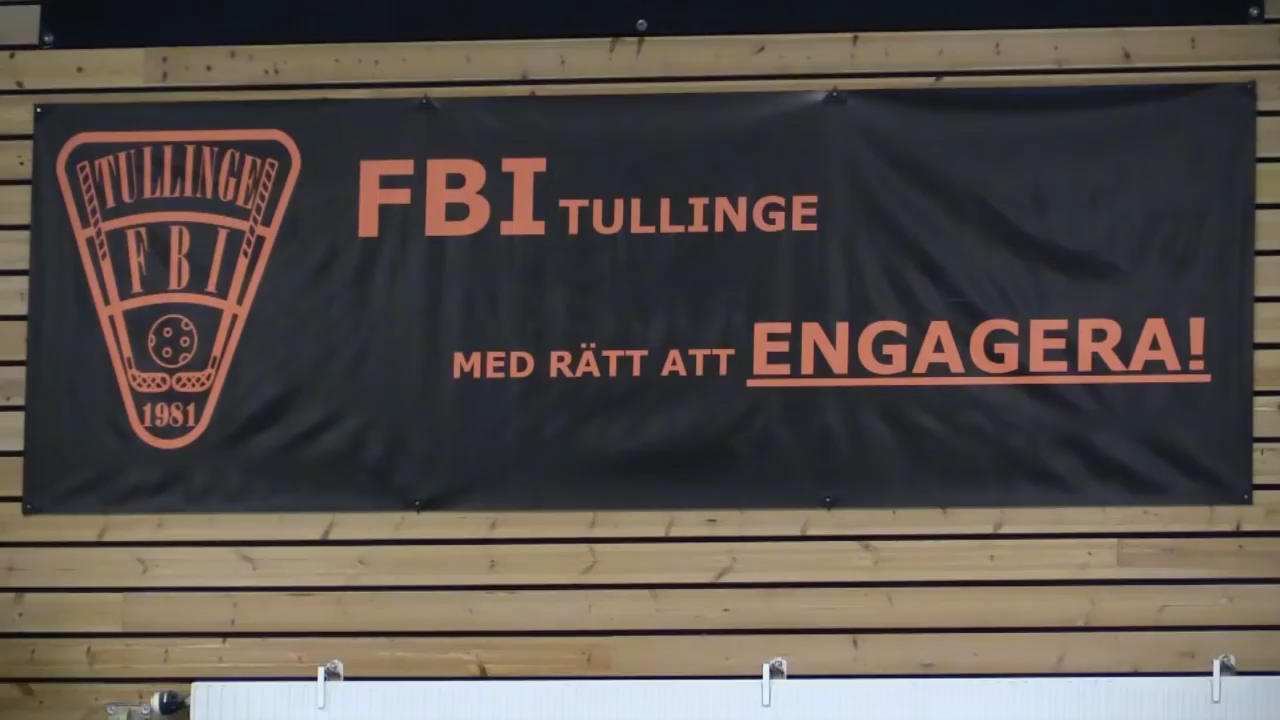 TULLINGE
FBI
1981
FBI TULLINGE
MED RÄTT ATT ENGAGERA!